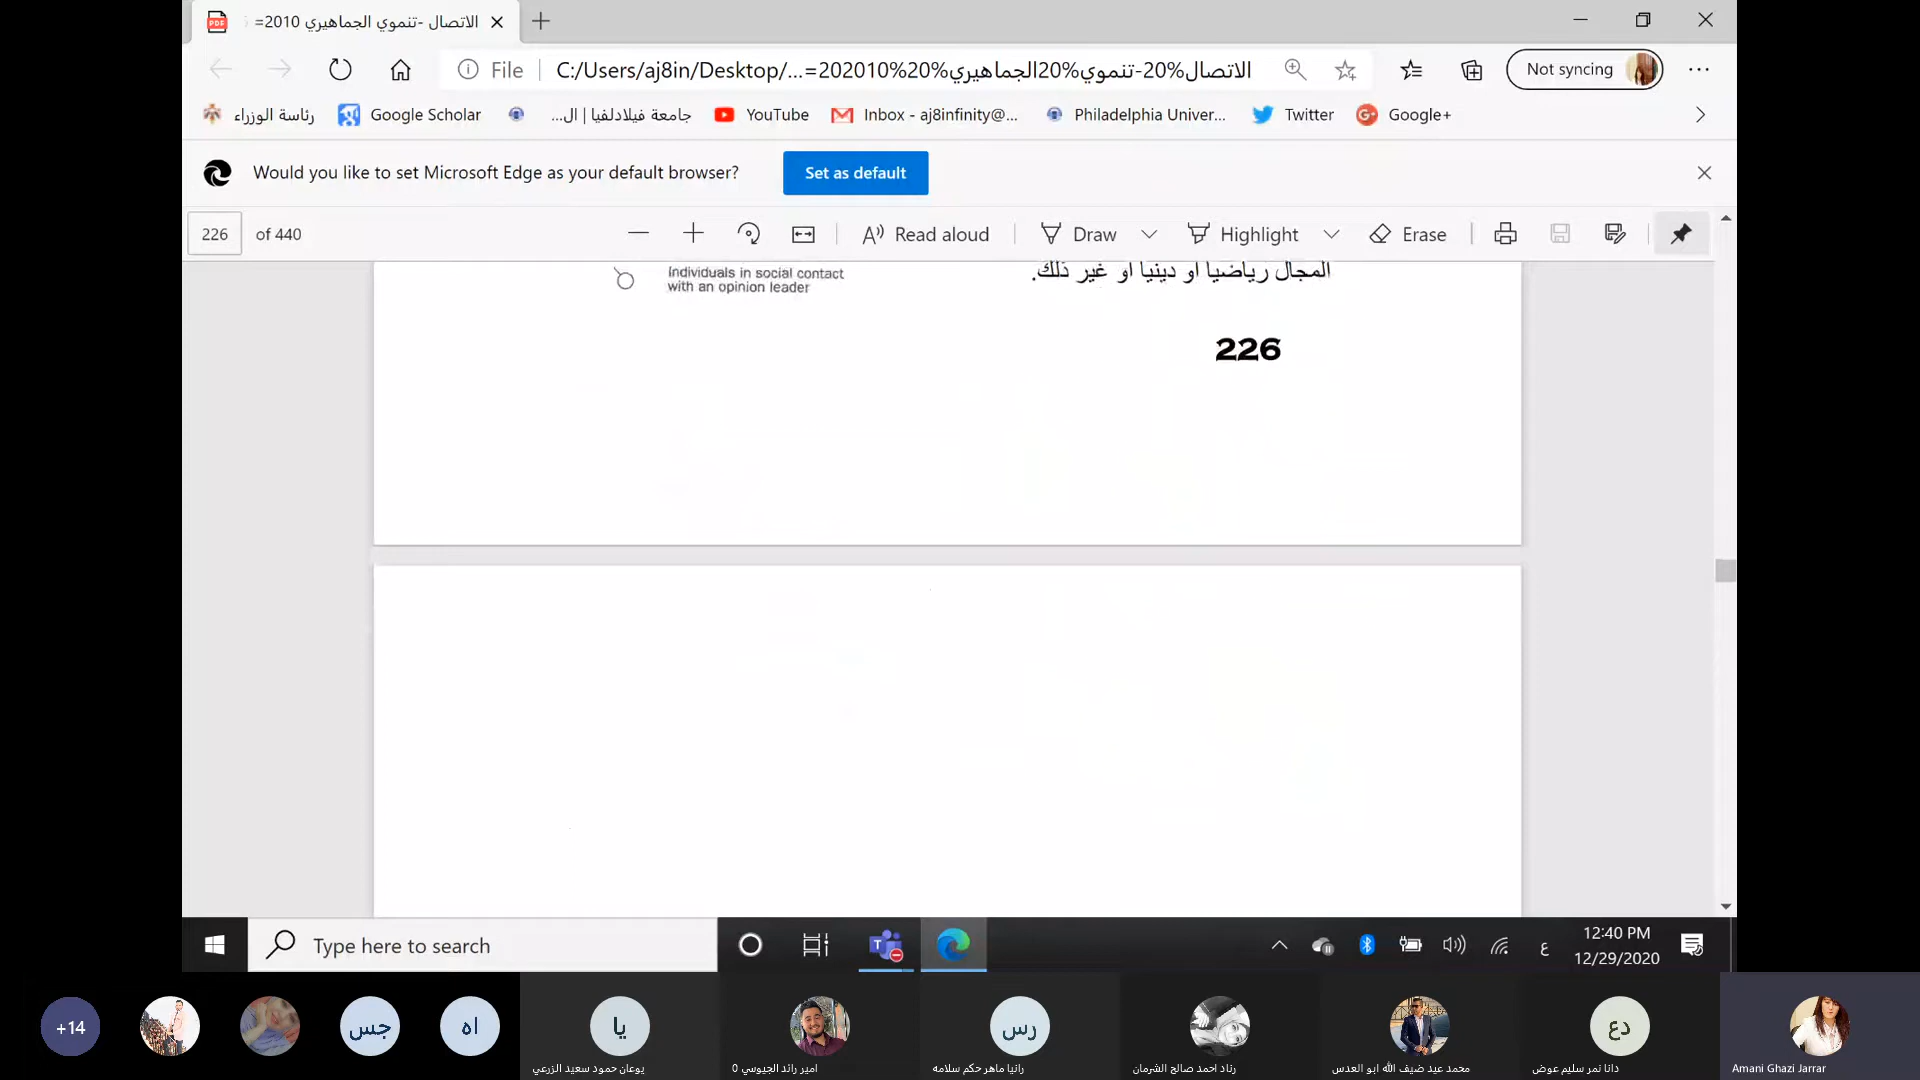 الاتصال -تنموي الجماهيري 2010=
File
C:/Users/aj8in/Desktop/...=202010%20%الاتصال%20-تنموي%20الجماهيري
Not syncing
رئاسة الوزراء
Google Scholar
جامعة فيلادلفيا | ال...
YouTube
Inbox - aj8infinity@...
Philadelphia Univer...
Twitter
Google+
Would you like to set Microsoft Edge as your default browser?
Set as default
226 of 440
Read aloud
Draw
Highlight
Erase
Individuals in social contact
with an opinion leader
المجال رياضيا او دينيا او غير ذلك.
226
Type here to search
ع
12:40 PM
12/29/2020
+14
جس
اه
يا
رس
دع
يوعان حمود سعيد الزرعي
امير رائد الجيوسي 0
رانيا ماهر حكم سلامه
رناد احمد صالح الشرمان
محمد عيد ضيف الله ابو العدس
دانا نمر سليم عوض
Amani Ghazi Jarrar